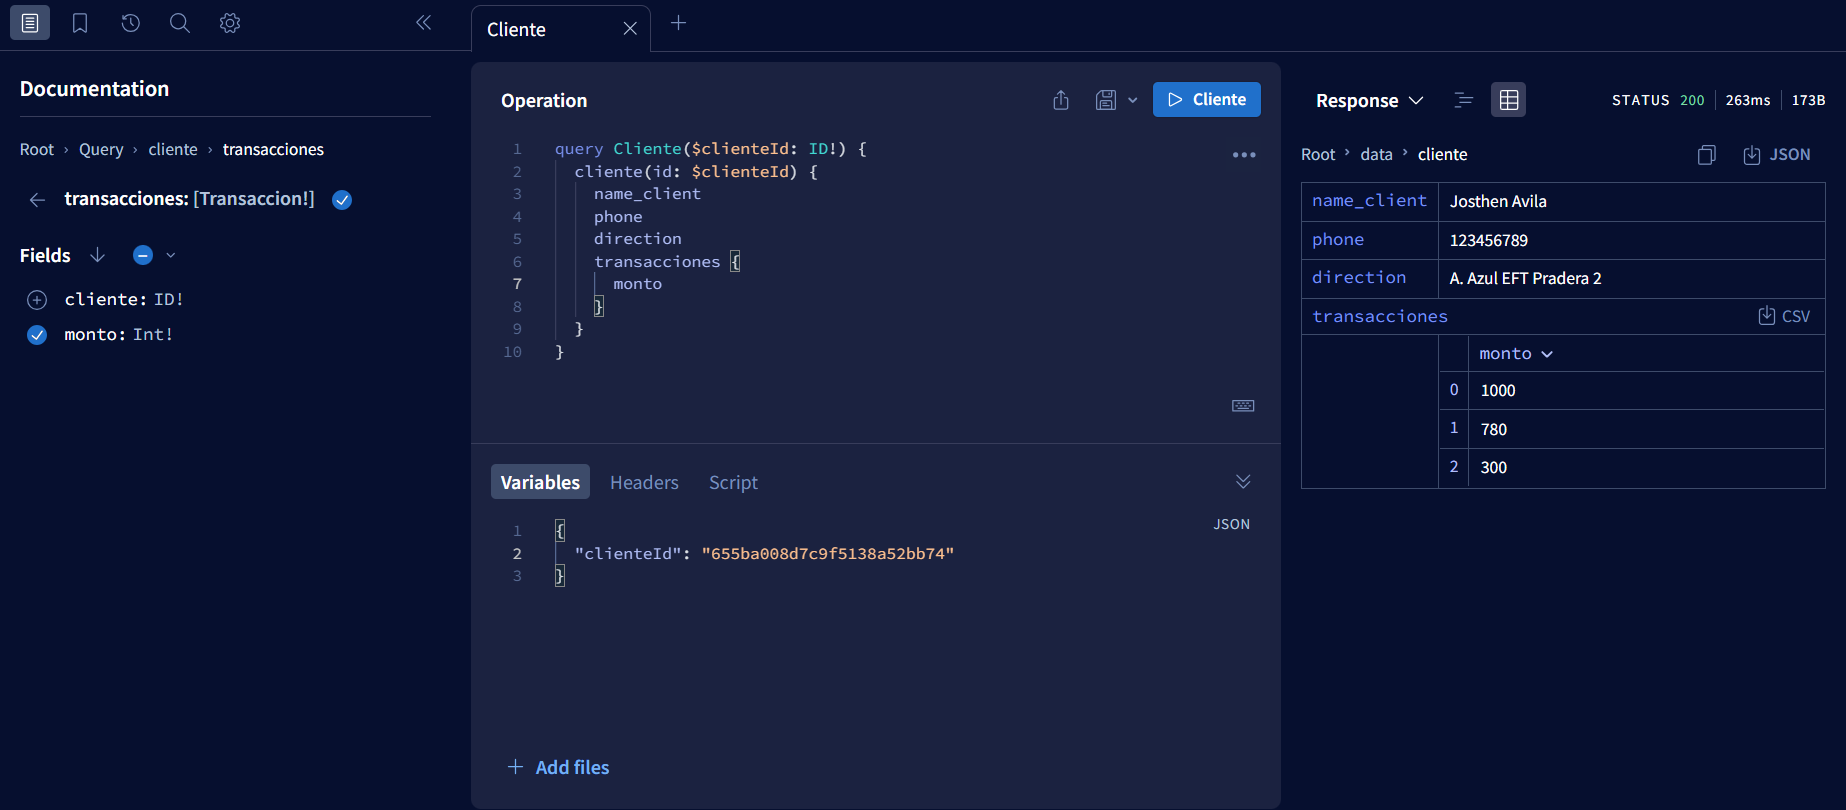 Documentation
Root › Query › cliente › transacciones
transacciones: [Transaccion!]
Fields
cliente: ID!
monto: Int!
Cliente
Operation
Cliente
1 query Cliente($clienteId: ID!) {
2 cliente(id: $clienteId) {
3 name_client
4 phone
5 direction
6 transacciones {
7 monto
8 }
9 }
10 }
Variables Headers Script
JSON
1 {
2 "clienteId": "655ba008d7c9f5138a52bb74"
3 }
Add files
Response
STATUS 200 263ms 173B
Root › data › cliente
JSON
name_client Josthen Avila
phone 123456789
direction A. Azul EFT Pradera 2
transacciones CSV
monto
0 1000
1 780
2 300